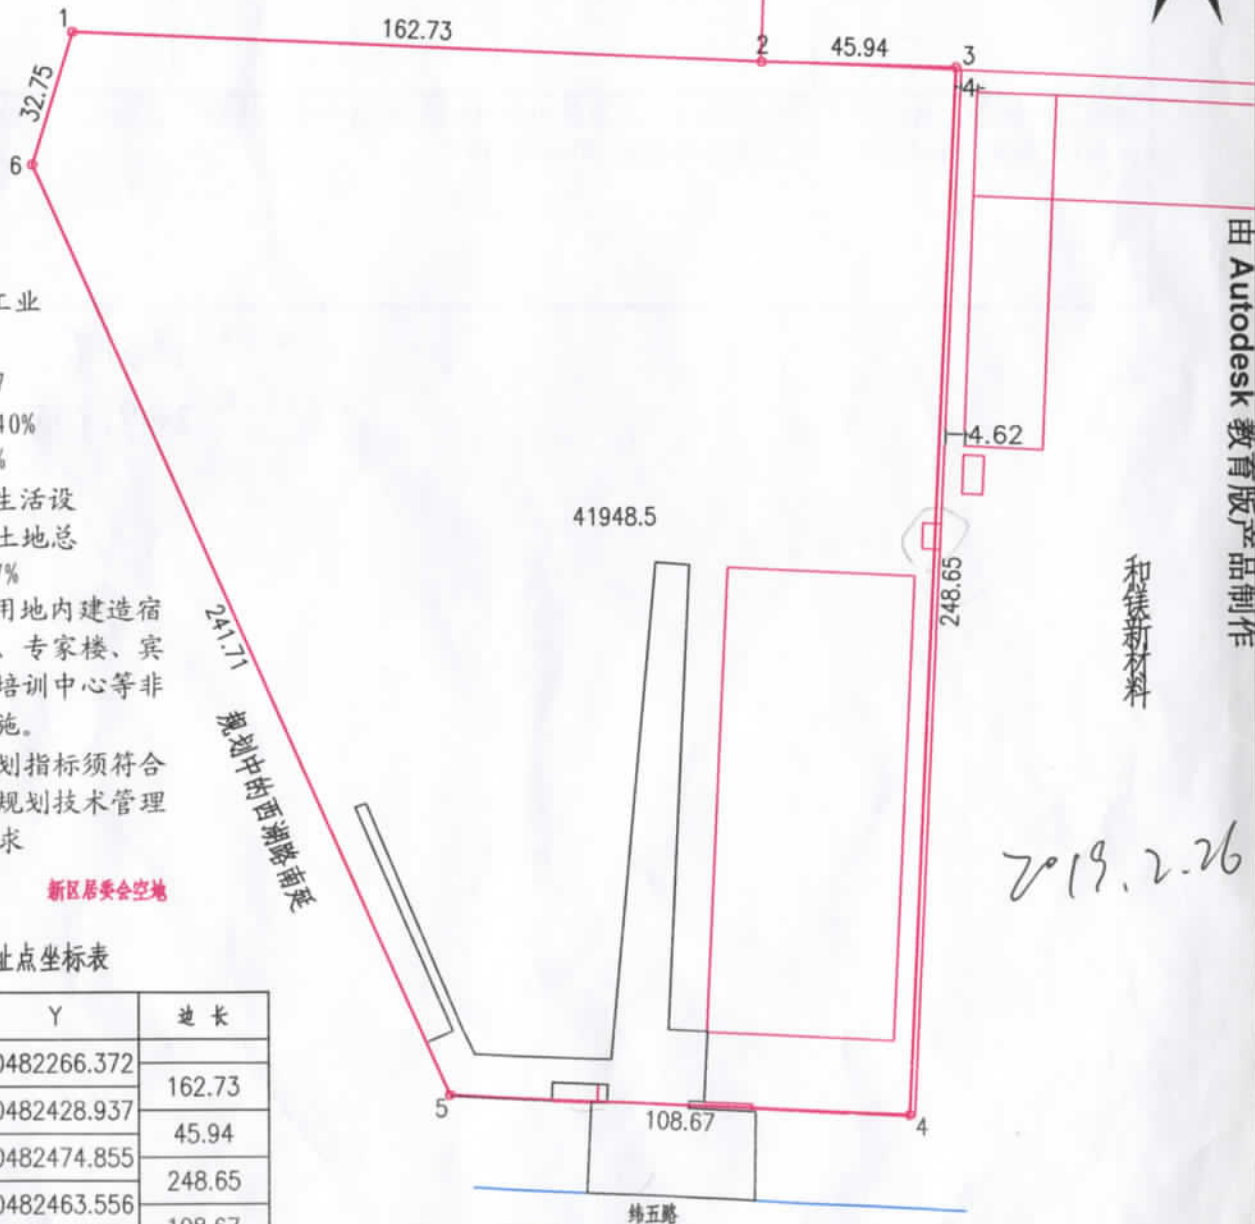 1
162.73
2
45.94
3
4
32.75
6
工业
40%
%
生活设
土地总
7%
用地内建造宿
、专家楼、宾
培训中心等非
施。
划指标须符合
规划技术管理
求
4.62
41948.5
248.65
241.71
规划中的西湖路南延
由 Autodesk 教育版产品制作
和镁新材料
2019.2.26
新区居委会空地
址点坐标表
Y 边长
0482266.372
162.73
0482428.937
45.94
0482474.855
248.65
0482463.556
108.67
5
108.67
4
纬五路